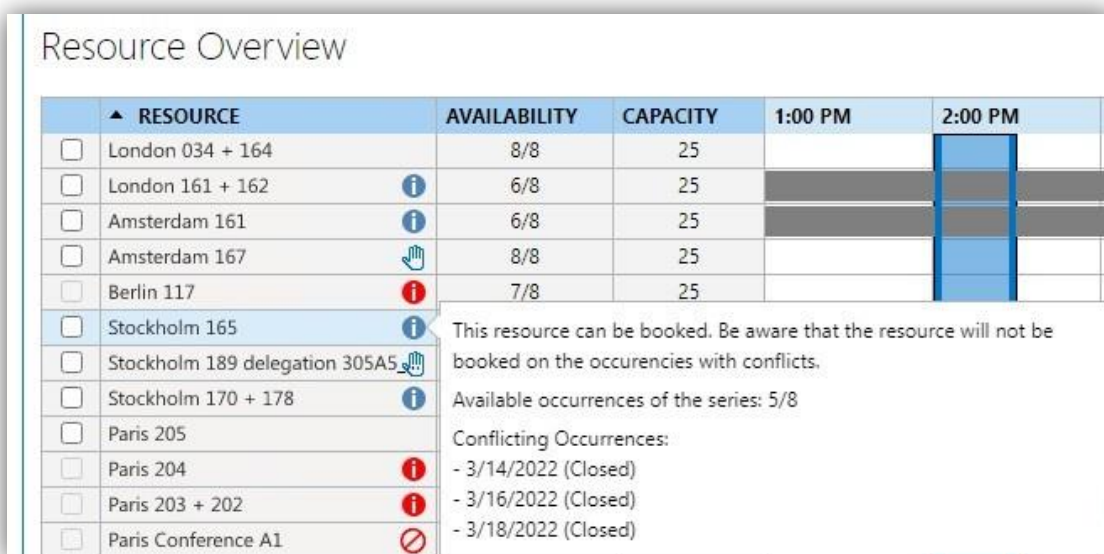 Resource Overview
▲ RESOURCE AVAILABILITY CAPACITY 1:00 PM 2:00 PM
London 034 + 164 8/8 25
London 161 + 162 6/8 25
Amsterdam 161 6/8 25
Amsterdam 167 8/8 25
Berlin 117 7/8 25
Stockholm 165
Stockholm 189 delegation 305A5_
Stockholm 170 + 178
Paris 205
Paris 204
Paris 203 + 202
Paris Conference A1
This resource can be booked. Be aware that the resource will not be
booked on the occurencies with conflicts.
Available occurrences of the series: 5/8
Conflicting Occurrences:
- 3/14/2022 (Closed)
- 3/16/2022 (Closed)
- 3/18/2022 (Closed)